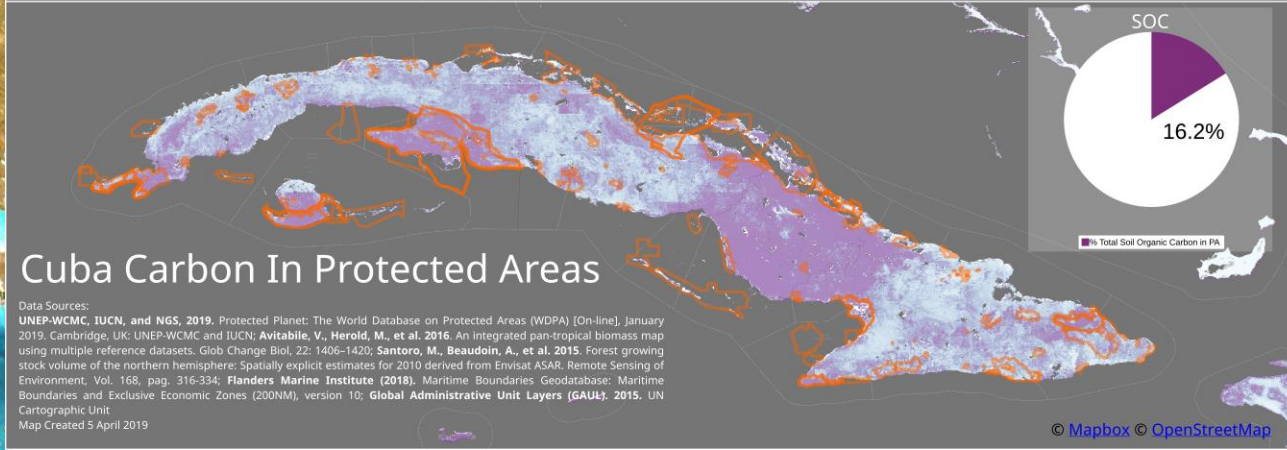 SOC
16.2%
% Total Soil Organic Carbon in PA
Cuba Carbon In Protected Areas
Data Sources:
UNEP-WCMC, IUCN, and NGS, 2019. Protected Planet: The World Database on Protected Areas (WDPA) [On-line], January
2019. Cambridge, UK: UNEP-WCMC and IUCN; Avitabile, V., Herold, M., et al. 2016. An integrated pan-tropical biomass map
using multiple reference datasets. Glob Change Biol, 22: 1406–1420; Santoro, M., Beaudoin, A., et al. 2015. Forest growing
stock volume of the northern hemisphere: Spatially explicit estimates for 2010 derived from Envisat ASAR. Remote Sensing of
Environment, Vol. 168, pag. 316-334; Flanders Marine Institute (2018). Maritime Boundaries Geodatabase: Maritime
Boundaries and Exclusive Economic Zones (200NM), version 10; Global Administrative Unit Layers (GAUL). 2015. UN
Cartographic Unit
Map Created 5 April 2019
© Mapbox © OpenStreetMap